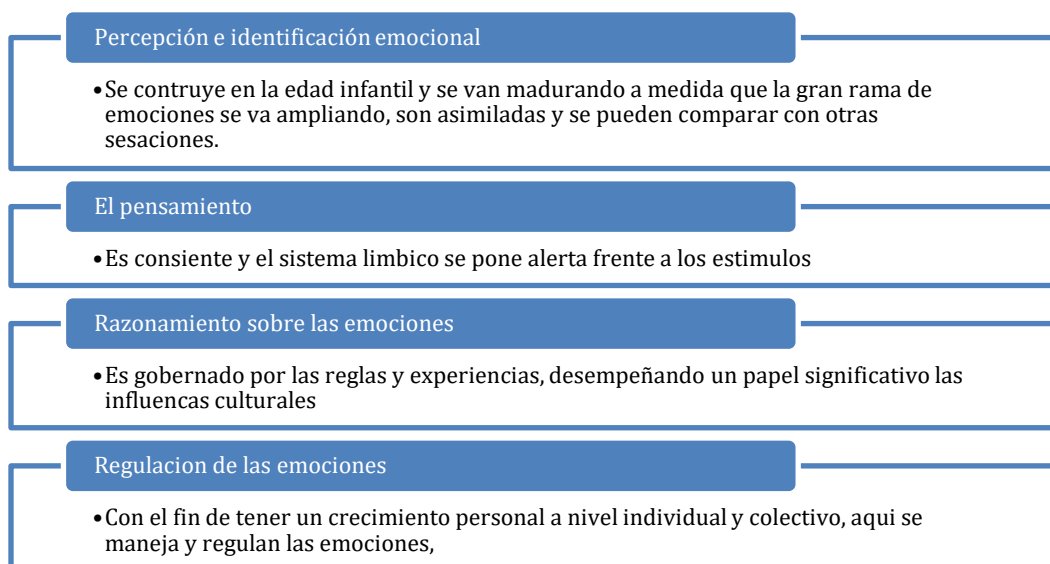 Percepción e identificación emocional
•Se contruye en la edad infantil y se van madurando a medida que la gran rama de
emociones se va ampliando, son asimiladas y se pueden comparar con otras
sesaciones.
El pensamiento
•Es consiente y el sistema limbico se pone alerta frente a los estimulos
Razonamiento sobre las emociones
•Es gobernado por las reglas y experiencias, desempeñando un papel significativo las
influencas culturales
Regulacion de las emociones
•Con el fin de tener un crecimiento personal a nivel individual y colectivo, aqui se
maneja y regulan las emociones,